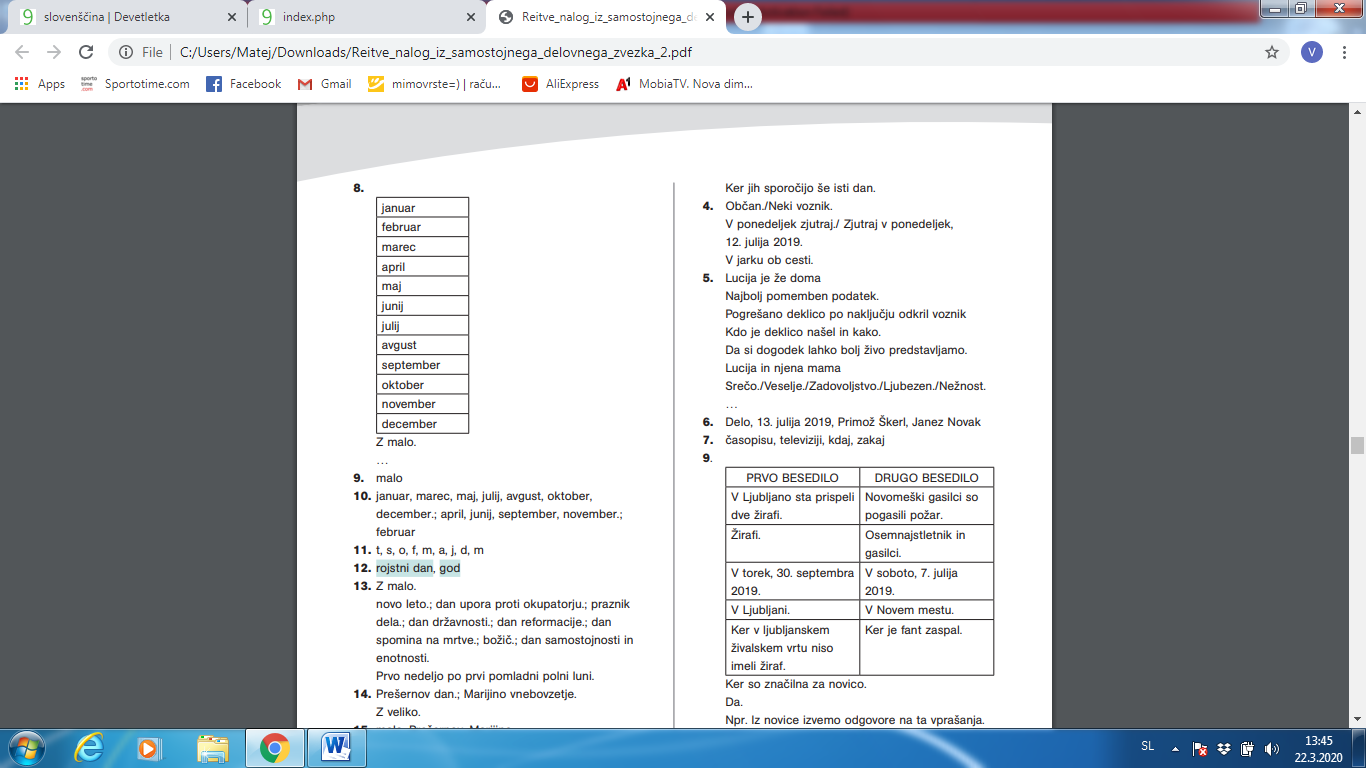 slovenščina | Devetletka
index.php
Reitve_nalog_iz_samostojnega_de
File
C:/Users/Matej/Downloads/Reitve_nalog_iz_samostojnega_delovnega_zvezka_2.pdf
V
Apps
sporto time .com
Sportotime.com
Facebook
Gmail
mimovrste=) | raču...
AliExpress
MobiaTV. Nova dim...
8.
januar
februar
marec
april
maj
junij
julij
avgust
september
oktober
november
december
Z malo.
...
9. malo
10. januar, marec, maj, julij, avgust, oktober,
december.; april, junij, september, november.;
februar
11. t, s, o, f, m, a, j, d, m
12. rojstni dan, god
13. Z malo.
novo leto.; dan upora proti okupatorju.; praznik
dela.; dan državnosti.; dan reformacije.; dan
spomina na mrtve.; božič.; dan samostojnosti in
enotnosti.
Prvo nedeljo po prvi pomladni polni luni.
14. Prešernov dan.; Marijino vnebovzetje.
Z veliko.
Ker jih sporočijo še isti dan.
4. Občan./Neki voznik.
V ponedeljek zjutraj./ Zjutraj v ponedeljek,
12. julija 2019.
V jarku ob cesti.
5. Lucija je že doma
Najbolj pomemben podatek.
Pogrešano deklico po naključju odkril voznik
Kdo je deklico našel in kako.
Da si dogodek lahko bolj živo predstavljamo.
Lucija in njena mama
Srečo./Veselje./Zadovoljstvo./Ljubezen./Nežnost.
...
6. Delo, 13. julija 2019, Primož Škerl, Janez Novak
7. časopisu, televiziji, kdaj, zakaj
9.
PRVO BESEDILO
DRUGO BESEDILO
V Ljubljano sta prispeli
dve žirafi.
Novomeški gasilci so
pogasili požar.
Žirafi.
Osemnajstletnik in
gasilci.
V torek, 30. septembra
2019.
V soboto, 7. julija
2019.
V Ljubljani.
V Novem mestu.
Ker v ljubljanskem
živalskem vrtu niso
imeli žiraf.
Ker je fant zaspal.
Ker so značilna za novico.
Da.
Npr. Iz novice izvemo odgovore na ta vprašanja.
SL
13:45
22.3.2020